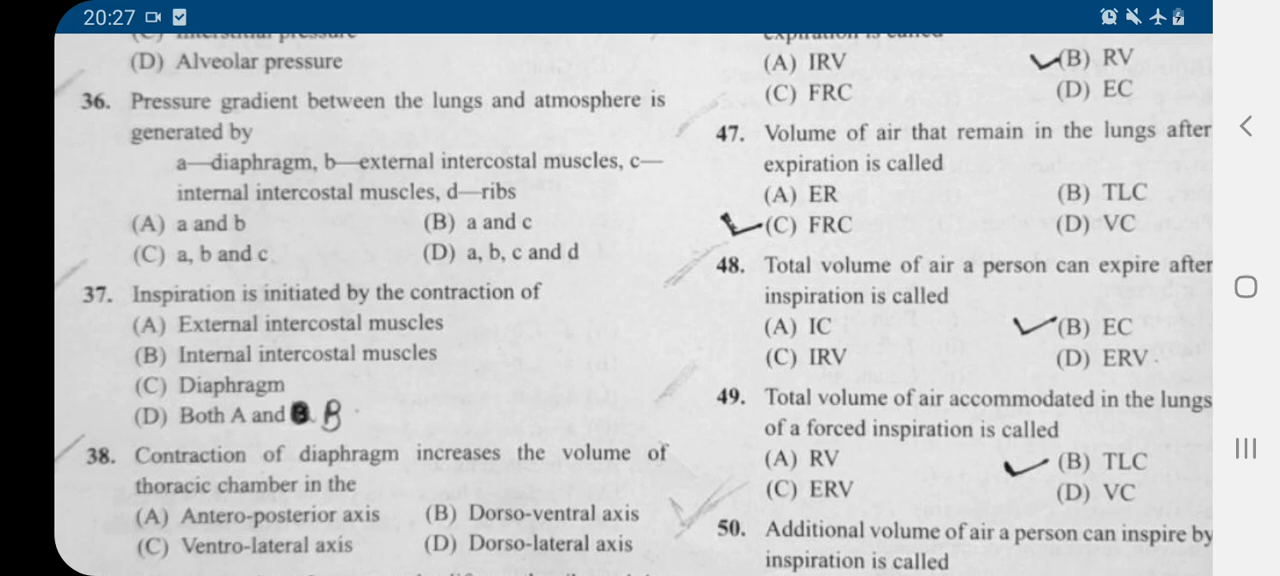 20:27
(C) Interstitial pressure
(D) Alveolar pressure
36. Pressure gradient between the lungs and atmosphere is
generated by
a—diaphragm, b—external intercostal muscles, c—
internal intercostal muscles, d—ribs
(A) a and b (B) a and c
(C) a, b and c (D) a, b, c and d
37. Inspiration is initiated by the contraction of
(A) External intercostal muscles
(B) Internal intercostal muscles
(C) Diaphragm
(D) Both A and B B
38. Contraction of diaphragm increases the volume of
thoracic chamber in the
(A) Antero-posterior axis (B) Dorso-ventral axis
(C) Ventro-lateral axis (D) Dorso-lateral axis
expiration is called
(A) IRV (B) RV
(C) FRC (D) EC
47. Volume of air that remain in the lungs after
expiration is called
(A) ER (B) TLC
(C) FRC (D) VC
48. Total volume of air a person can expire after
inspiration is called
(A) IC (B) EC
(C) IRV (D) ERV
49. Total volume of air accommodated in the lungs
of a forced inspiration is called
(A) RV (B) TLC
(C) ERV (D) VC
50. Additional volume of air a person can inspire by
inspiration is called